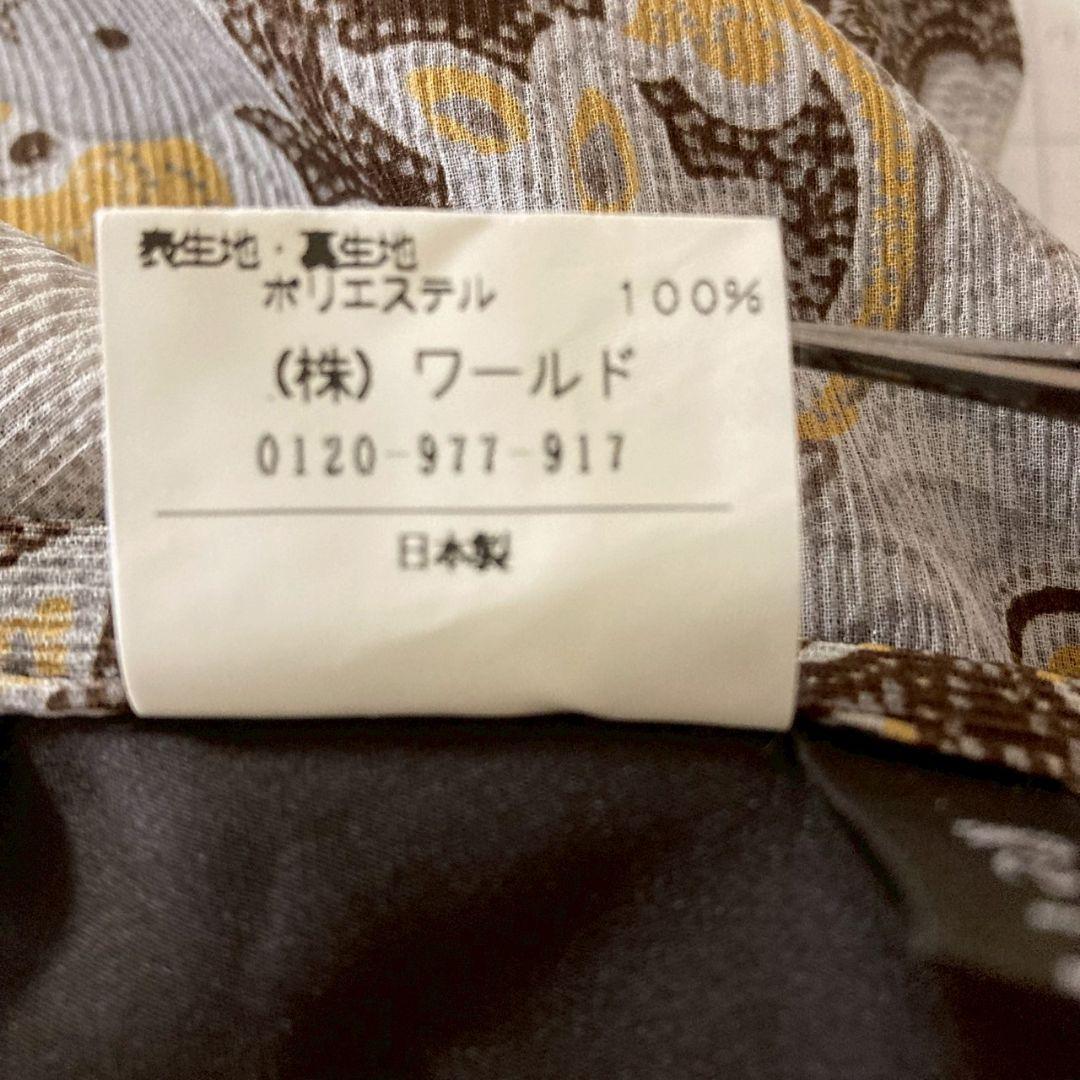 表生地・裏生地
ポリエステル 100%
(株) ワールド
0120-977-917
日本製